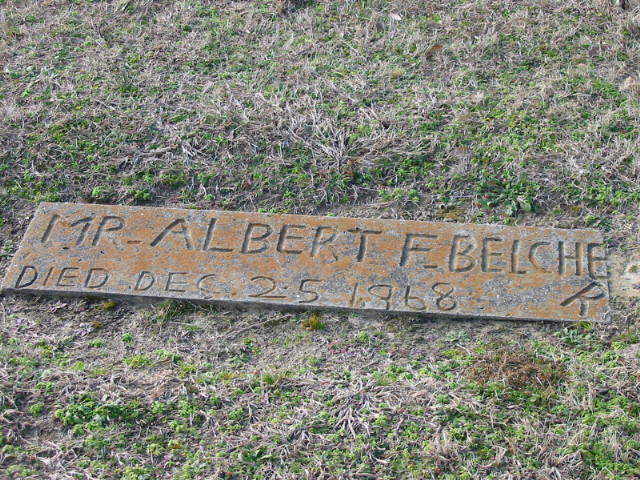 MR. ALBERT F. BELCHE
R
DIED DEC. 25 1968